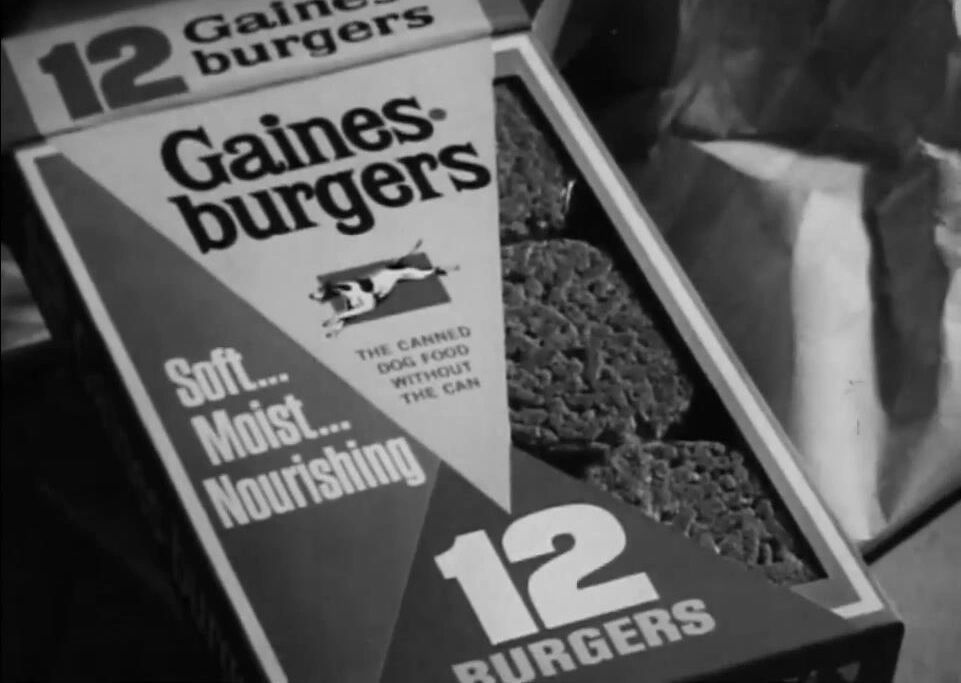 12 Gaines
burgers
Gaines·
burgers
THE CANNED
DOG FOOD
WITHOUT
THE CAN
Soft...
Moist...
Nourishing
12
BURGERS